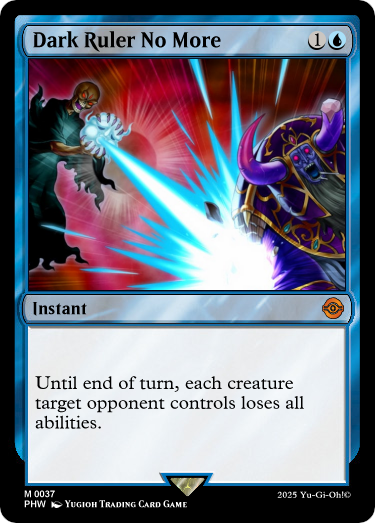 Dark Ruler No More 1
Instant
Until end of turn, each creature
target opponent controls loses all
abilities.
M 0037
PHW Yugioh Trading Card Game
2025 Yu-Gi-Oh!©